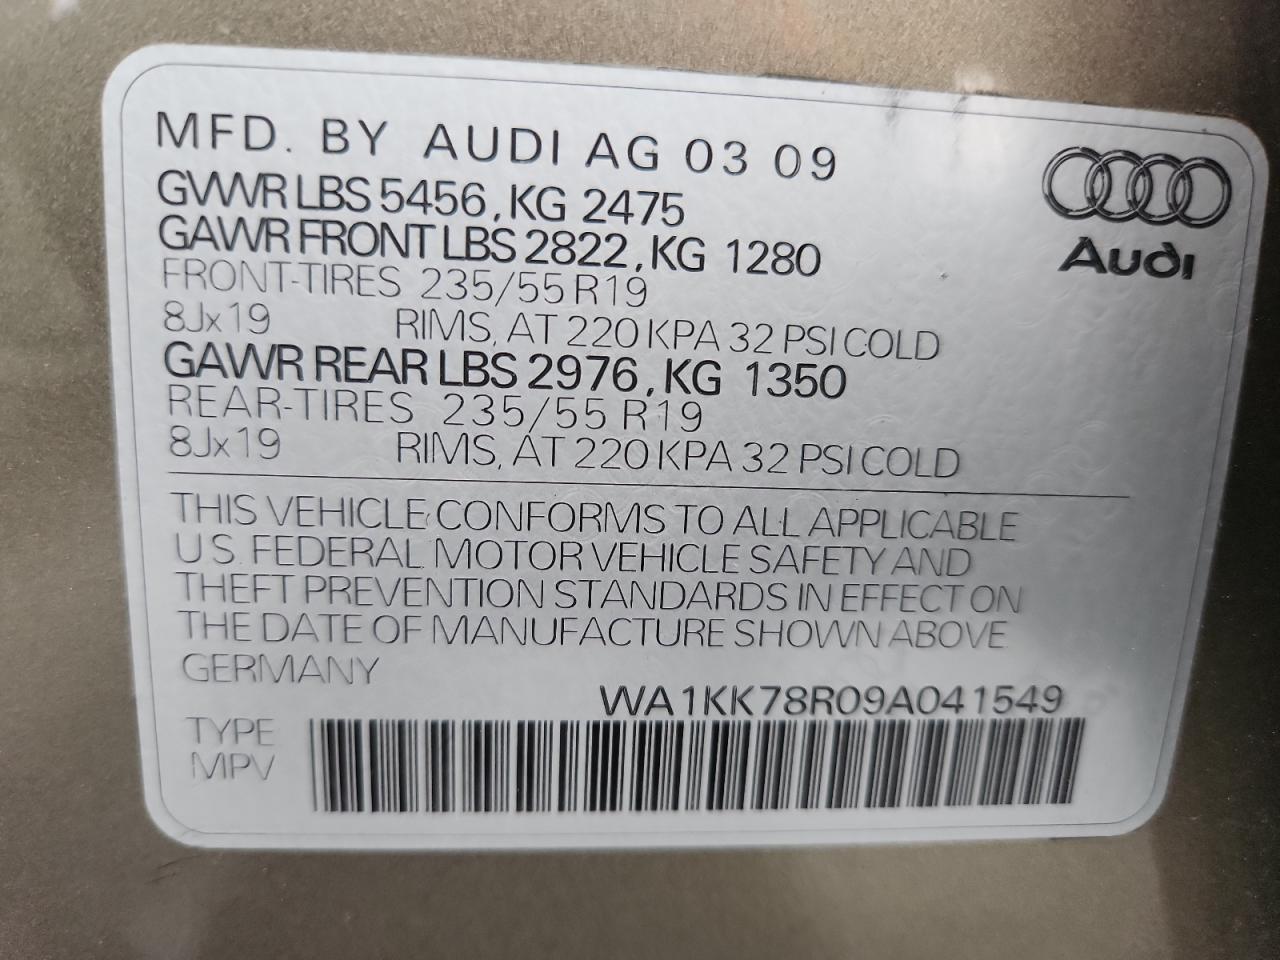 MFD. BY AUDI AG 03 09
GVWR LBS 5456, KG 2475
GAWR FRONT LBS 2822, KG 1280
FRONT-TIRES 235/55 R19
8Jx19 RIMS, AT 220 KPA 32 PSI COLD
GAWR REAR LBS 2976, KG 1350
REAR-TIRES 235/55 R19
8Jx19 RIMS, AT 220 KPA 32 PSI COLD
Audi
THIS VEHICLE CONFORMS TO ALL APPLICABLE
U.S. FEDERAL MOTOR VEHICLE SAFETY AND
THEFT PREVENTION STANDARDS IN EFFECT ON
THE DATE OF MANUFACTURE SHOWN ABOVE
GERMANY
WA1KK78R09A041549
TYPE
MPV